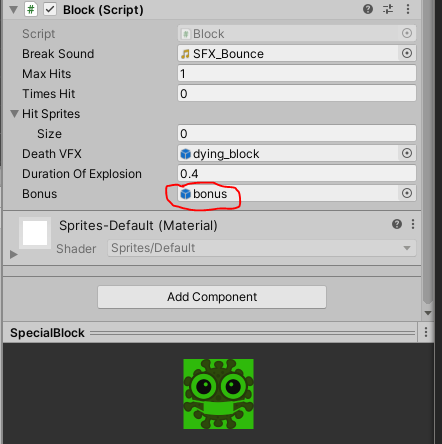 Block (Script)
Script Block
Break Sound SFX_Bounce
Max Hits 1
Times Hit 0
Hit Sprites
Size 0
Death VFX dying_block
Duration Of Explosion 0.4
Bonus bonus
Sprites-Default (Material)
Shader Sprites/Default
Add Component
SpecialBlock